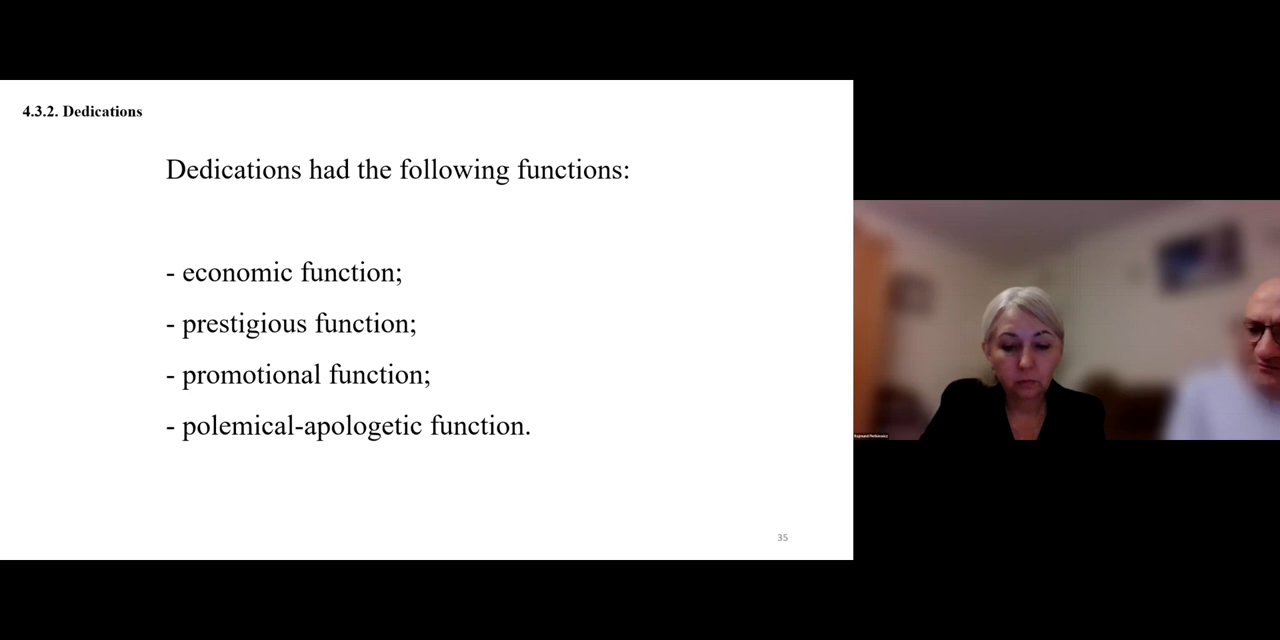 4.3.2. Dedications
Dedications had the following functions:
- economic function;
- prestigious function;
- promotional function;
- polemical-apologetic function.
35